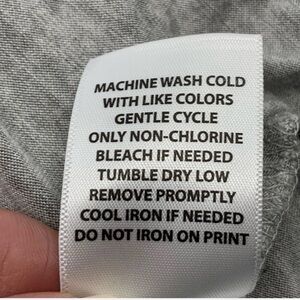 MACHINE WASH COLD
WITH LIKE COLORS
GENTLE CYCLE
ONLY NON-CHLORINE
BLEACH IF NEEDED
TUMBLE DRY LOW
REMOVE PROMPTLY
COOL IRON IF NEEDED
DO NOT IRON ON PRINT